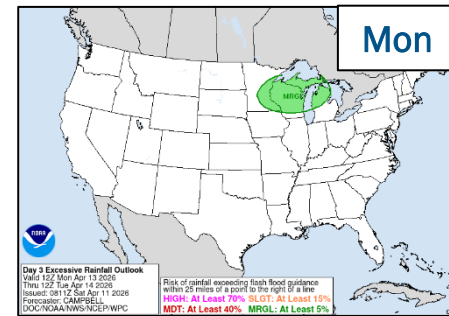 Mon
MRGL
NOAA
Day 3 Excessive Rainfall Outlook
Valid 12Z Mon Apr 13 2026
Thru 12Z Tue Apr 14 2026
Issued: 0811Z Sat Apr 11 2026
Forecaster: CAMPBELL
DOC/NOAA/NWS/NCEP/WPC
Risk of rainfall exceeding flash flood guidance
within 25 miles of a point to the right of a line
HIGH: At Least 70% SLGT: At Least 15%
MDT: At Least 40% MRGL: At Least 5%